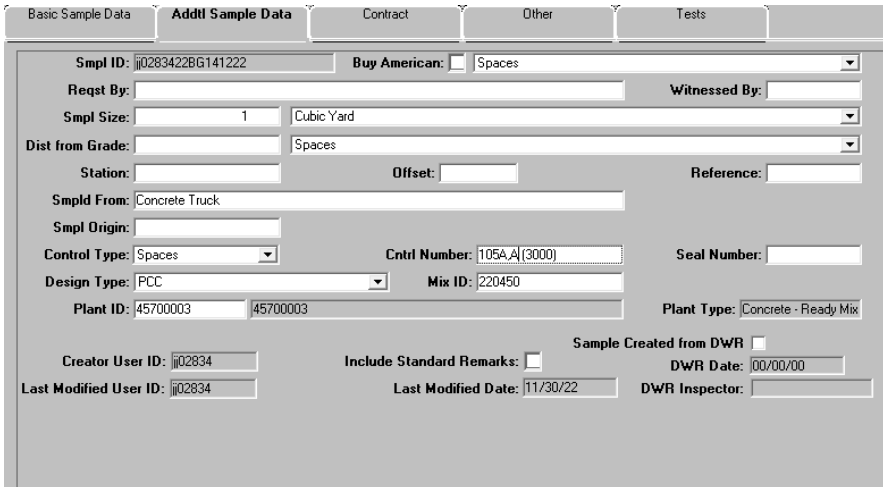 Basic Sample Data Addtl Sample Data Contract Other Tests
Smpl ID: jj0283422BG141222 Buy American: Spaces
Reqst By: Witnessed By:
Smpl Size: 1 Cubic Yard
Dist from Grade: Spaces
Station: Offset: Reference:
Smpld From: Concrete Truck
Smpl Origin:
Control Type: Spaces Cntrl Number: 105A,A(3000) Seal Number:
Design Type: PCC Mix ID: 220450
Plant ID: 45700003 45700003 Plant Type: Concrete - Ready Mix
Sample Created from DWR
Creator User ID: jj02834 Include Standard Remarks: DWR Date: 00/00/00
Last Modified User ID: jj02834 Last Modified Date: 11/30/22 DWR Inspector: